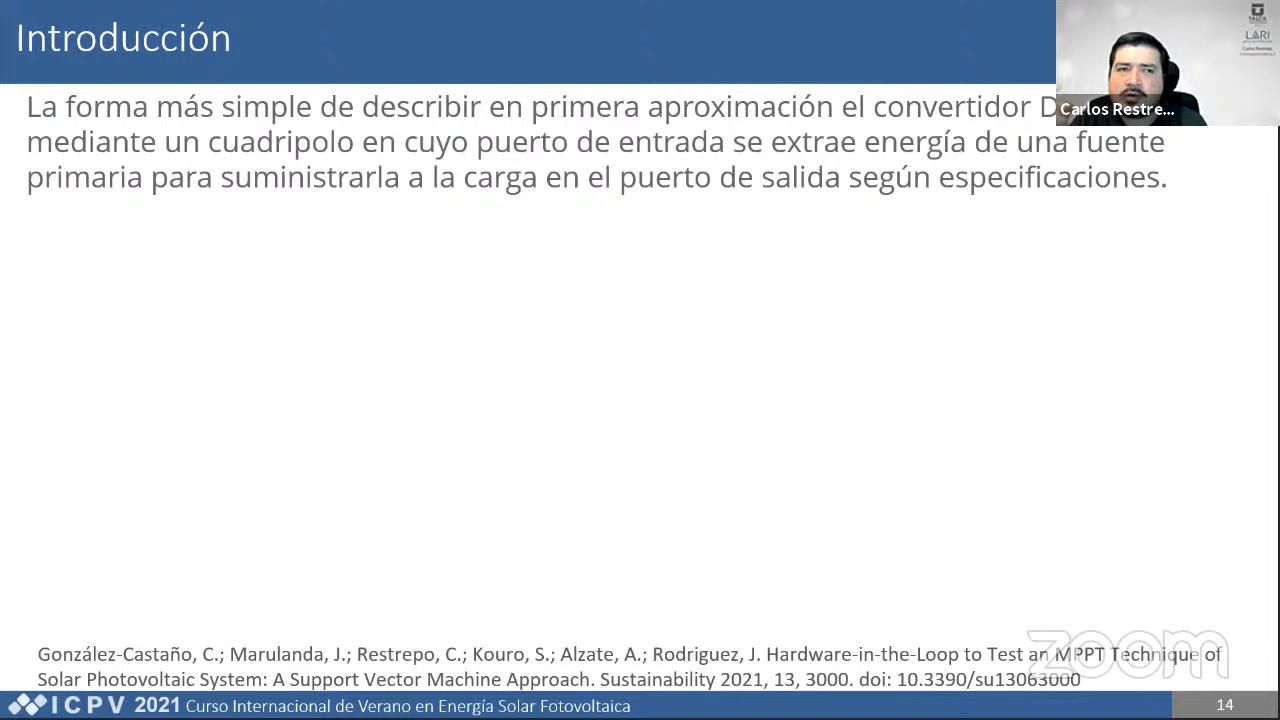 Introducción
TALCA
LARI
Carlos Restre...
La forma más simple de describir en primera aproximación el convertidor
mediante un cuadripolo en cuyo puerto de entrada se extrae energía de una fuente
primaria para suministrarla a la carga en el puerto de salida según especificaciones.
zoom
González-Castaño, C.; Marulanda, J.; Restrepo, C.; Kouro, S.; Alzate, A.; Rodriguez, J. Hardware-in-the-Loop to Test an MPPT Technique of
Solar Photovoltaic System: A Support Vector Machine Approach. Sustainability 2021, 13, 3000. doi: 10.3390/su13063000
ICPV 2021 Curso Internacional de Verano en Energía Solar Fotovoltaica
14